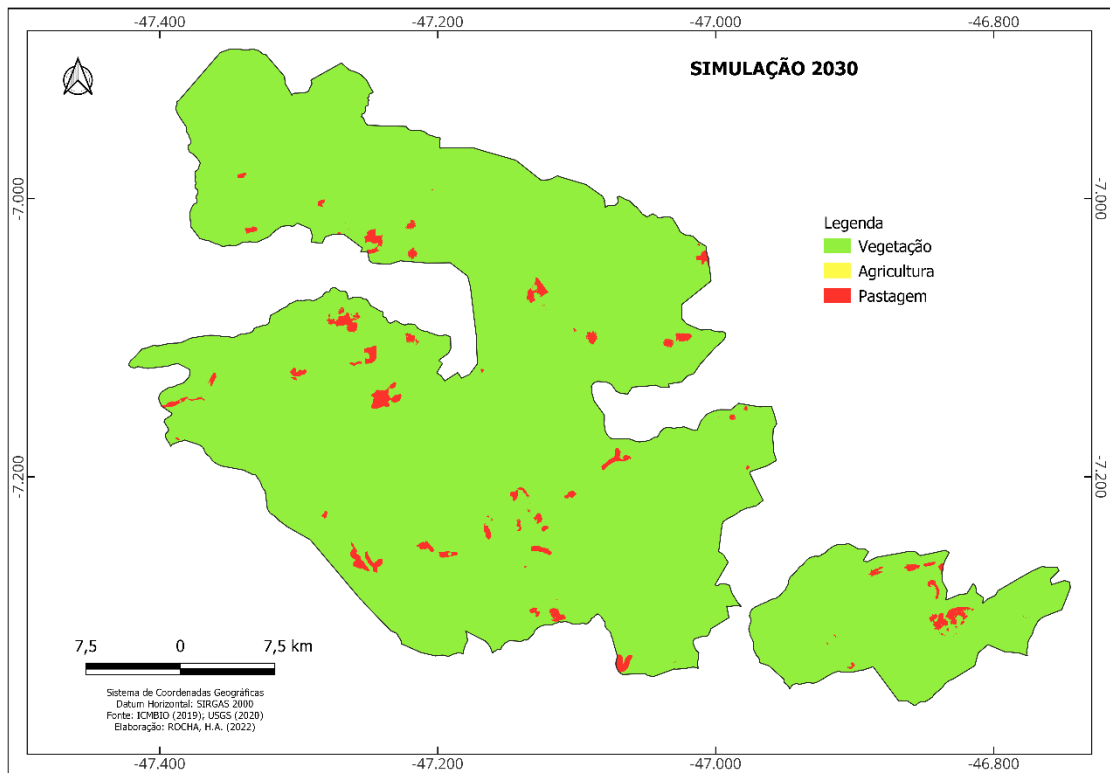 -47.400
-47.200
-47.000
-46.800
SIMULAÇÃO 2030
-7.000
-7.000
Legenda
Vegetação
Agricultura
Pastagem
-7.200
-7.200
7,5
0
7,5 km
Sistema de Coordenadas Geográficas
Datum Horizontal: SIRGAS 2000
Fonte: ICMBIO (2019); USGS (2020)
Elaboração: ROCHA, H.A. (2022)
-47.400
-47.200
-47.000
-46.800